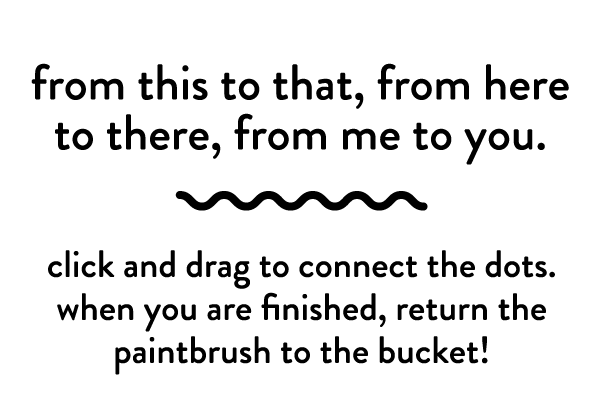 from this to that, from here
to there, from me to you.
click and drag to connect the dots.
when you are finished, return the
paintbrush to the bucket!